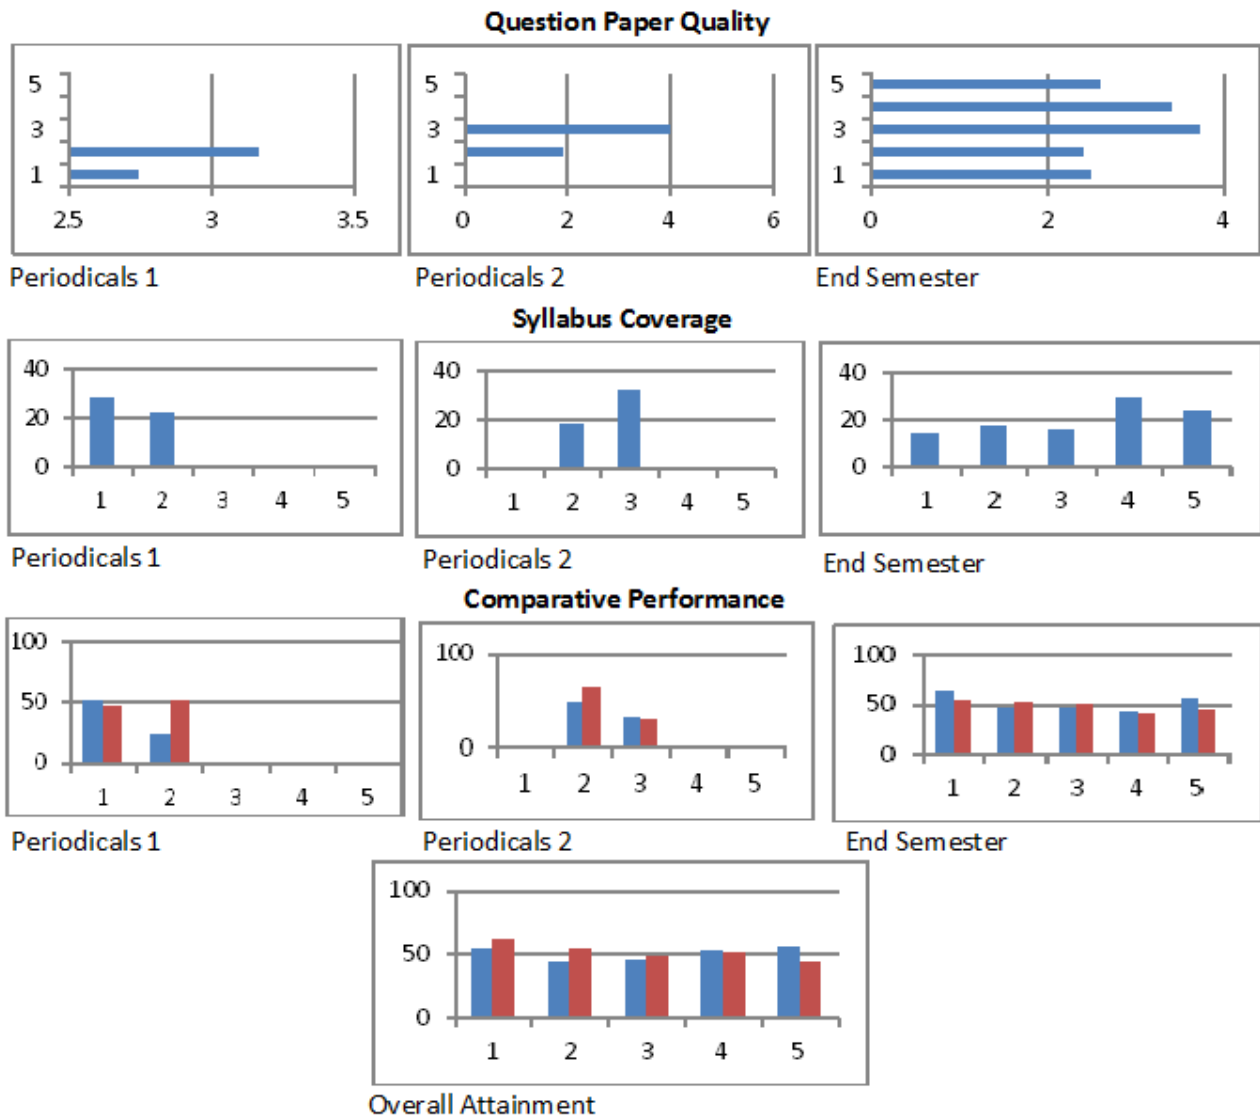 Question Paper Quality
5
3
1
2.5 3 3.5
5
3
1
0 2 4 6
5
3
1
0 2 4
Periodicals 1 Periodicals 2 End Semester
Syllabus Coverage
40
20
0
1 2 3 4 5
40
20
0
1 2 3 4 5
40
20
0
1 2 3 4 5
Periodicals 1 Periodicals 2 End Semester
Comparative Performance
100
50
0
1 2 3 4 5
100
0
1 2 3 4 5
100
50
0
1 2 3 4 5
Periodicals 1 Periodicals 2 End Semester
100
50
0
1 2 3 4 5
Overall Attainment